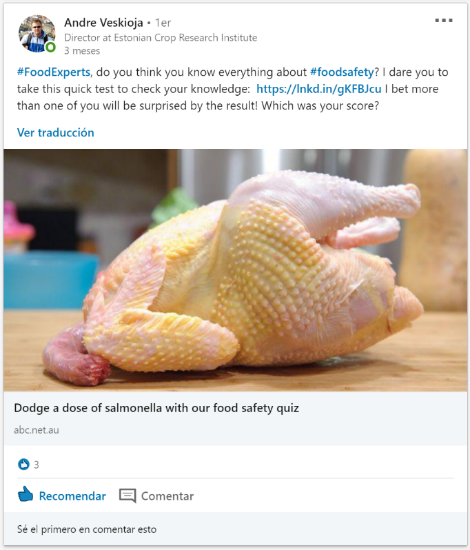 Andre Veskioja • 1er
Director at Estonian Crop Research Institute
3 meses
#FoodExperts, do you think you know everything about #foodsafety? I dare you to
take this quick test to check your knowledge: https://lnkd.in/gKFBJcu I bet more
than one of you will be surprised by the result! Which was your score?
Ver traducción
Dodge a dose of salmonella with our food safety quiz
abc.net.au
3
Recomendar Comentar
Sé el primero en comentar esto